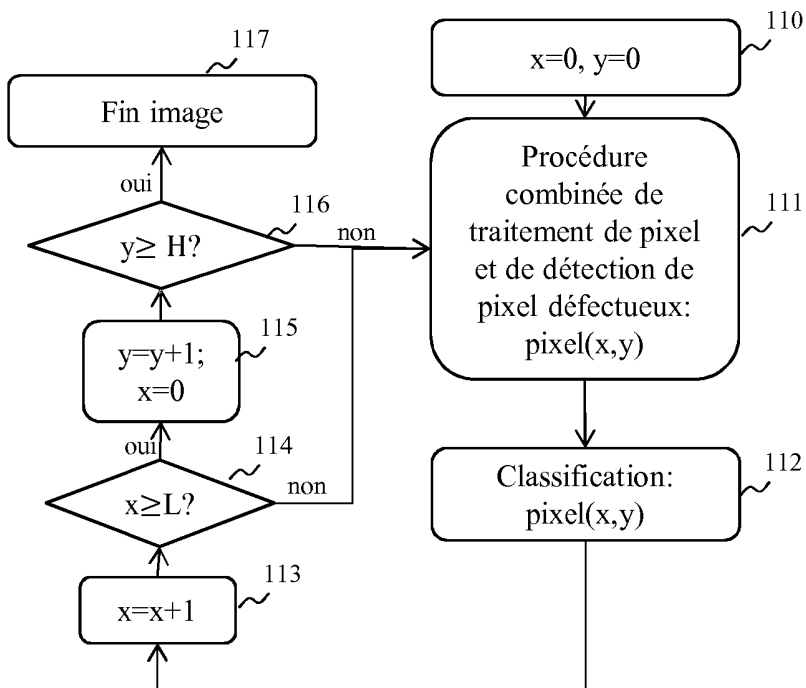 117
Fin image
oui
116
y≥ H?
non
115
y=y+1;
x=0
oui
114
x≥L?
non
113
x=x+1
110
x=0, y=0
Procédure
combinée de
traitement de pixel
et de détection de
pixel défectueux:
pixel(x,y)
111
Classification:
pixel(x,y)
112